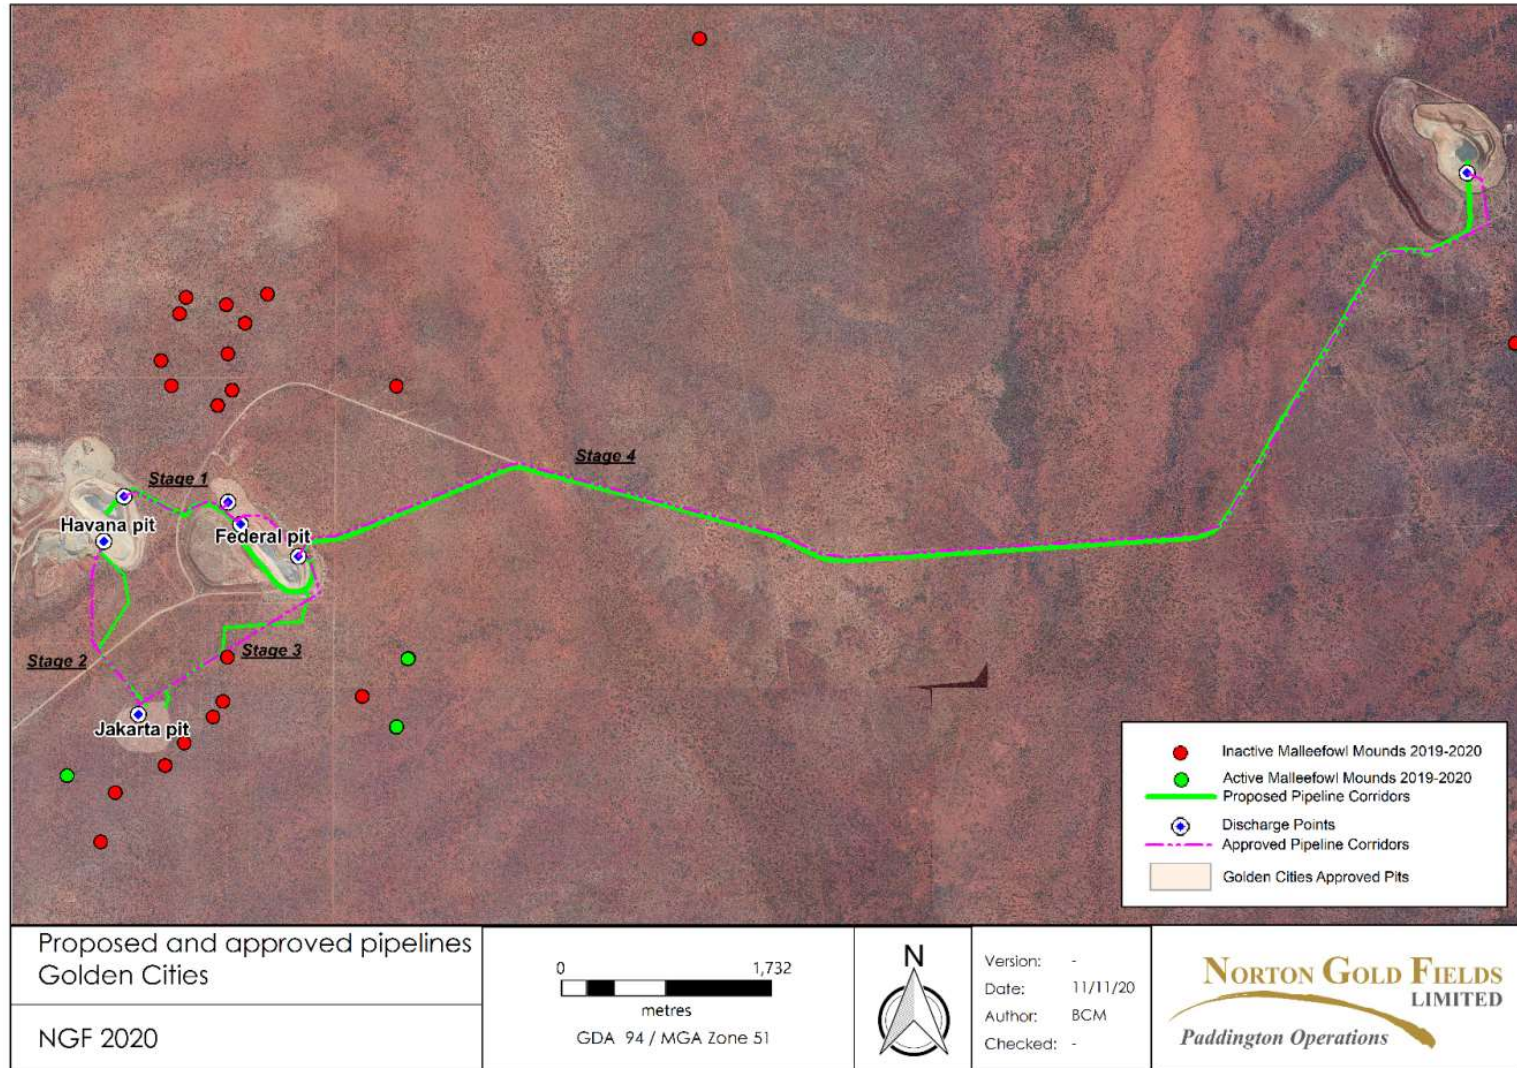 Stage 4
Stage 1
Havana pit
Federal pit
Stage 2
Stage 3
Jakarta pit
Inactive Malleefowl Mounds 2019-2020
Active Malleefowl Mounds 2019-2020
Proposed Pipeline Corridors
Discharge Points
Approved Pipeline Corridors
Golden Cities Approved Pits
Proposed and approved pipelines
Golden Cities
NGF 2020
0 1,732
metres
GDA 94 / MGA Zone 51
N
Version: -
Date: 11/11/20
Author: BCM
Checked: -
NORTON GOLD FIELDS
LIMITED
Paddington Operations